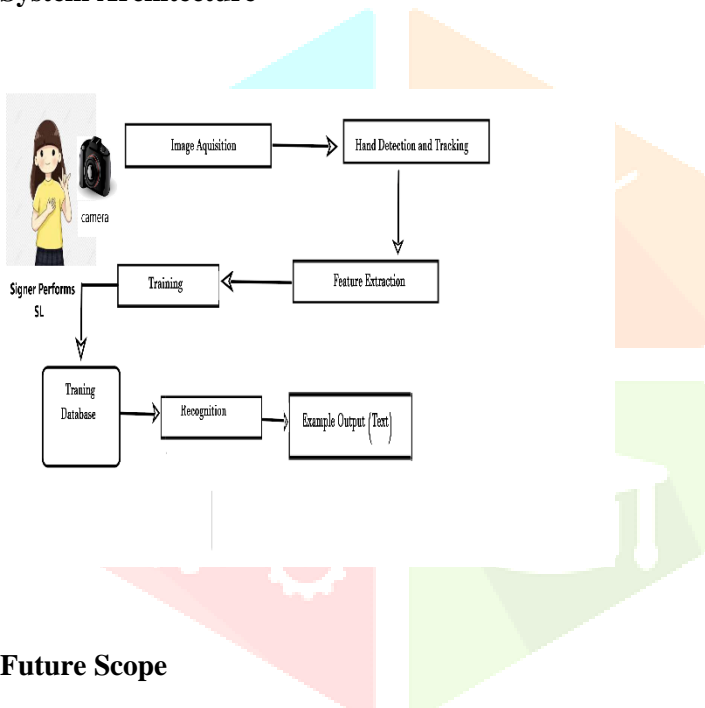 System Architecture
Image Aquisition
Hand Detection and Tracking
camera
Signer Performs
SL
Training
Feature Extraction
Traning
Database
Recognition
Example Output (Text)
Future Scope